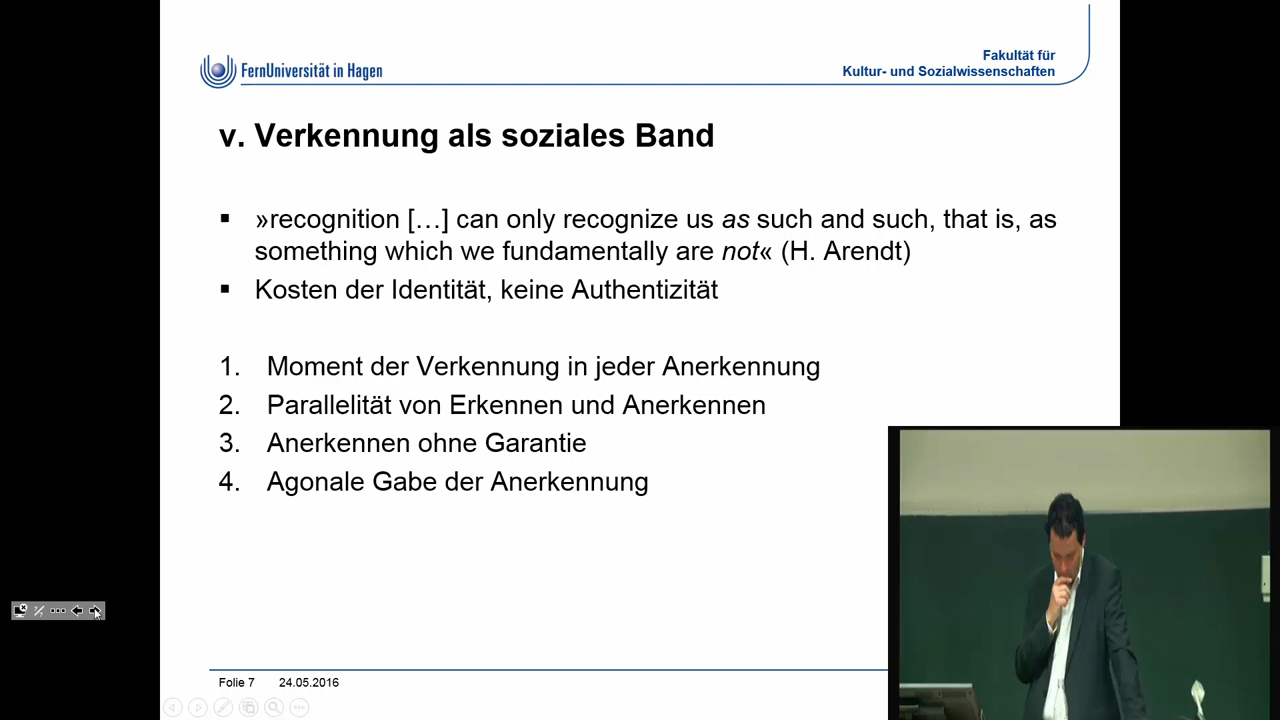 FernUniversität in Hagen
Fakultät für
Kultur- und Sozialwissenschaften
v. Verkennung als soziales Band
▪ »recognition […] can only recognize us as such and such, that is, as
something which we fundamentally are not« (H. Arendt)
▪ Kosten der Identität, keine Authentizität
1. Moment der Verkennung in jeder Anerkennung
2. Parallelität von Erkennen und Anerkennen
3. Anerkennen ohne Garantie
4. Agonale Gabe der Anerkennung
Folie 7 24.05.2016